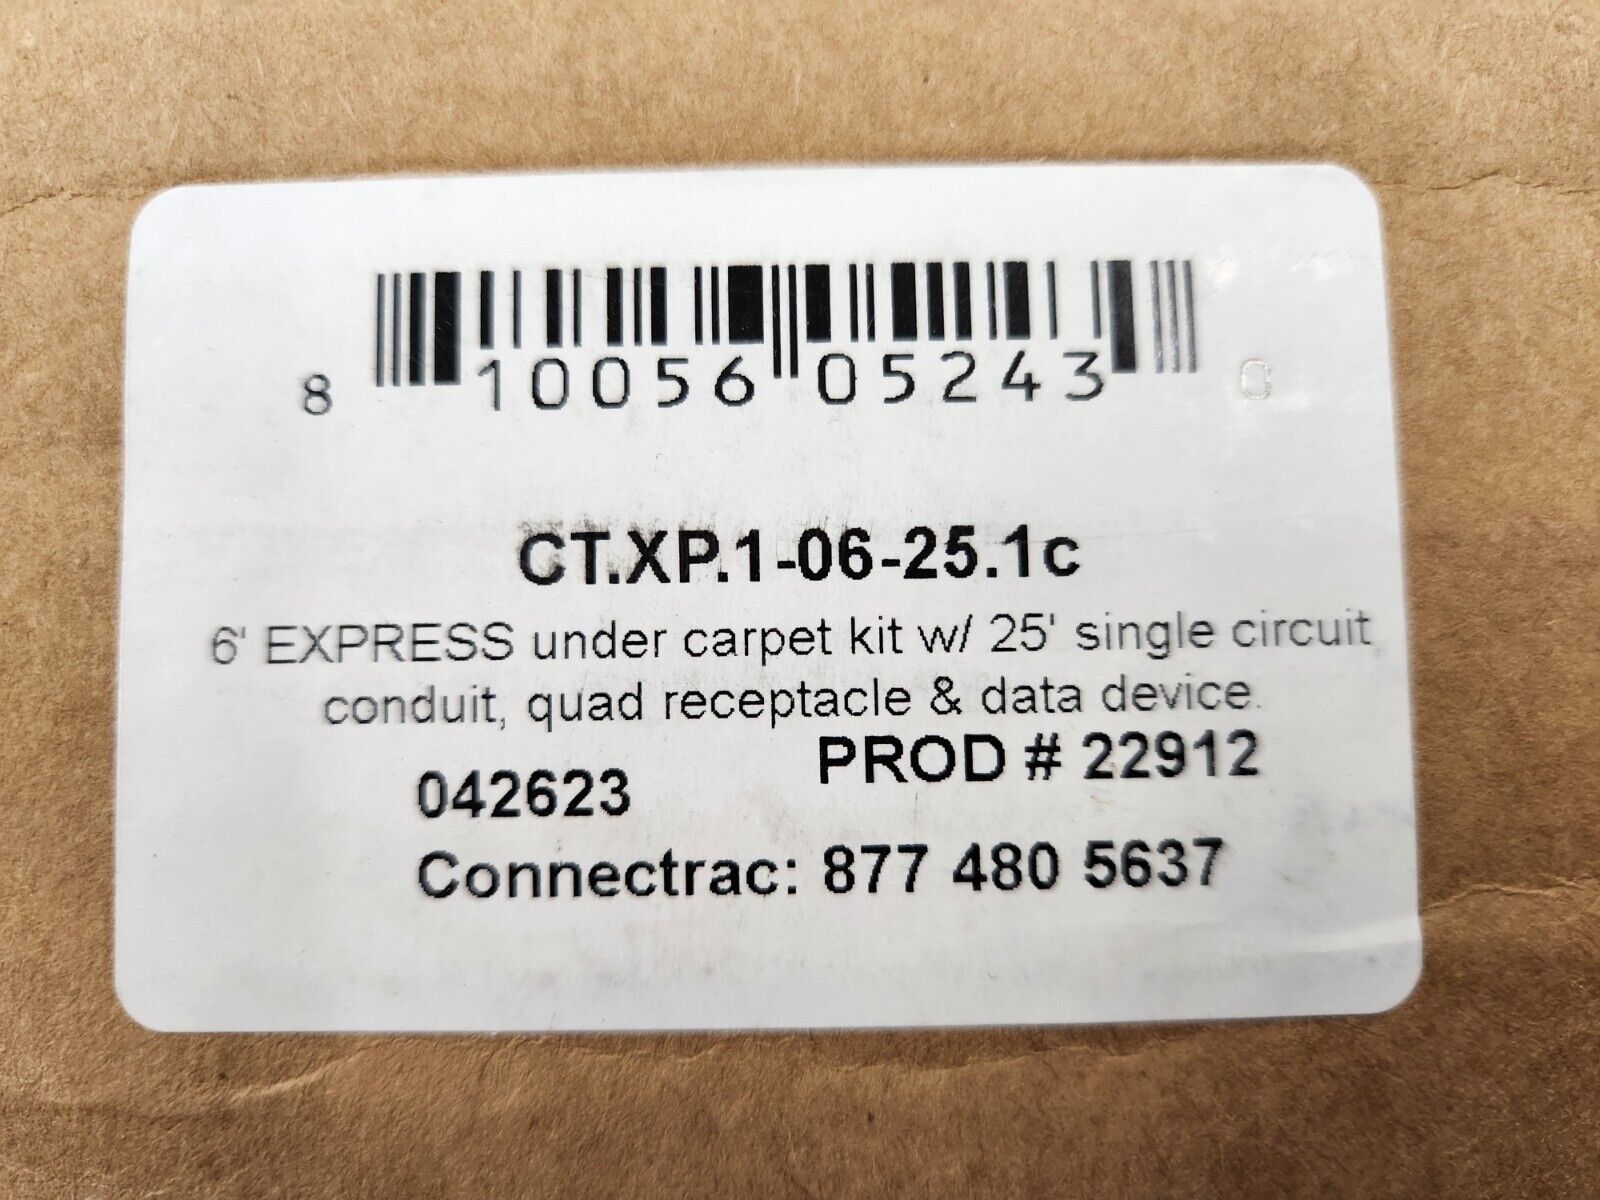 8 10056 05243 0
CT.XP.1-06-25.1c
6' EXPRESS under carpet kit w/ 25' single circuit
conduit, quad receptacle & data device.
PROD # 22912
042623
Connectrac: 877 480 5637